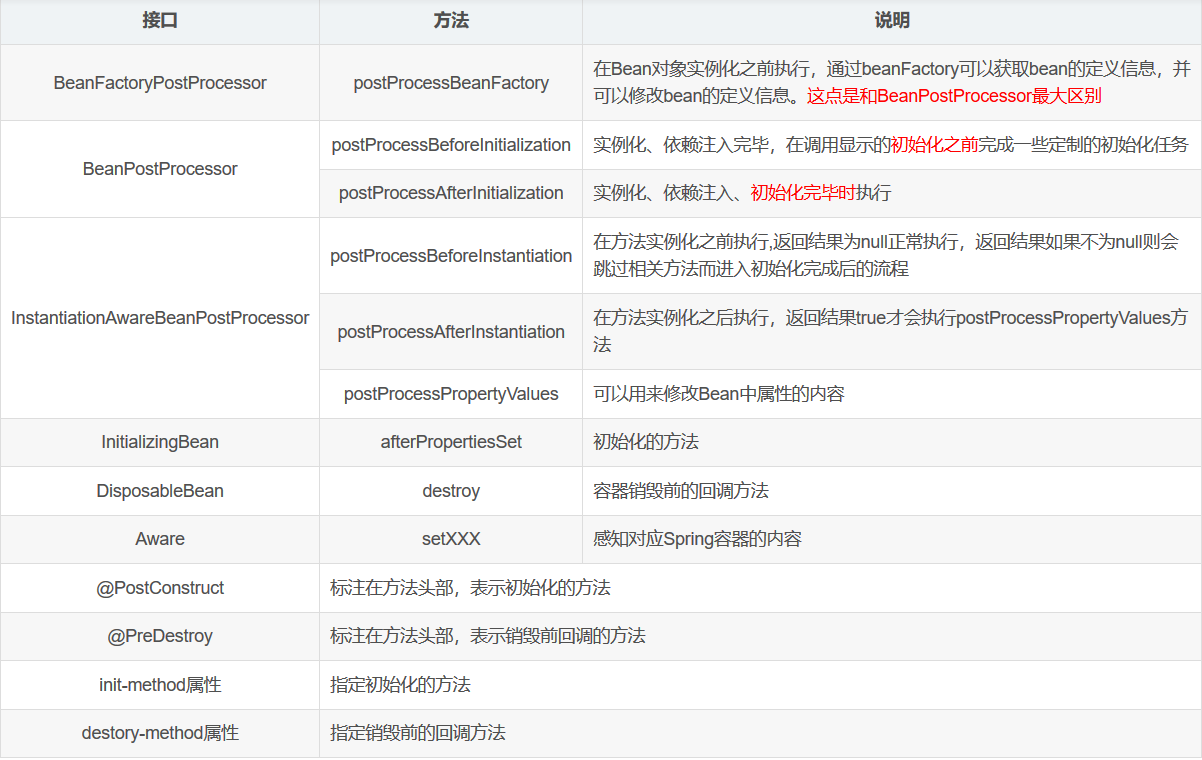 接口 方法 说明
BeanFactoryPostProcessor postProcessBeanFactory 在Bean对象实例化之前执行，通过beanFactory可以获取bean的定义信息，并
可以修改bean的定义信息。这点是和BeanPostProcessor最大区别
BeanPostProcessor
postProcessBeforeInitialization 实例化、依赖注入完毕，在调用显示的初始化之前完成一些定制的初始化任务
postProcessAfterInitialization 实例化、依赖注入、初始化完毕时执行
InstantiationAwareBeanPostProcessor
postProcessBeforeInstantiation 在方法实例化之前执行,返回结果为null正常执行，返回结果如果不为null则会
跳过相关方法而进入初始化完成后的流程
postProcessAfterInstantiation 在方法实例化之后执行，返回结果true才会执行postProcessPropertyValues方
法
postProcessPropertyValues 可以用来修改Bean中属性的内容
InitializingBean afterPropertiesSet 初始化的方法
DisposableBean destroy 容器销毁前的回调方法
Aware setXXX 感知对应Spring容器的内容
@PostConstruct 标注在方法头部，表示初始化的方法
@PreDestroy 标注在方法头部，表示销毁前回调的方法
init-method属性 指定初始化的方法
destory-method属性 指定销毁前的回调方法